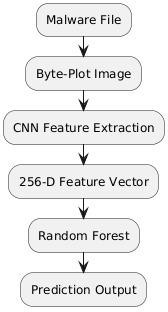 Malware File
Byte-Plot Image
CNN Feature Extraction
256-D Feature Vector
Random Forest
Prediction Output